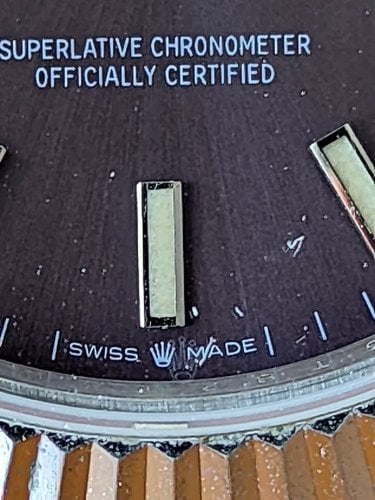 SUPERLATIVE CHRONOMETER
OFFICIALLY CERTIFIED
SWISS MADE